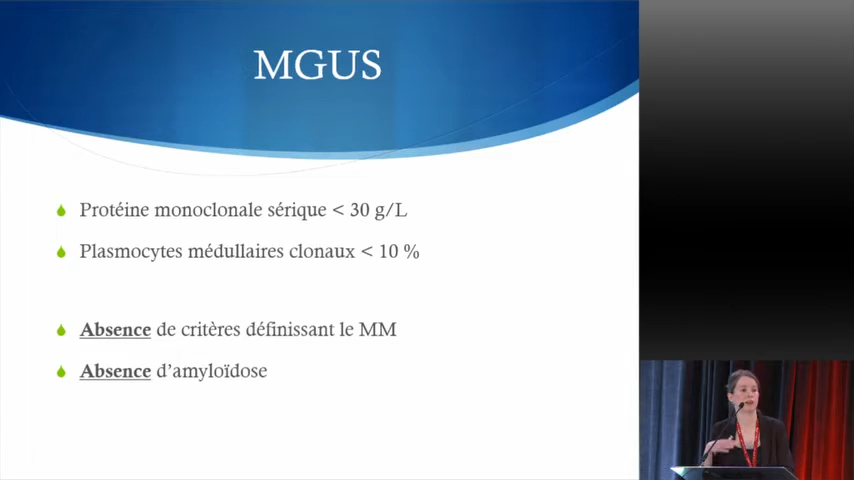 MGUS
Protéine monoclonale sérique < 30 g/L
Plasmocytes médullaires clonaux < 10 %
Absence de critères définissant le MM
Absence d'amyloïdose